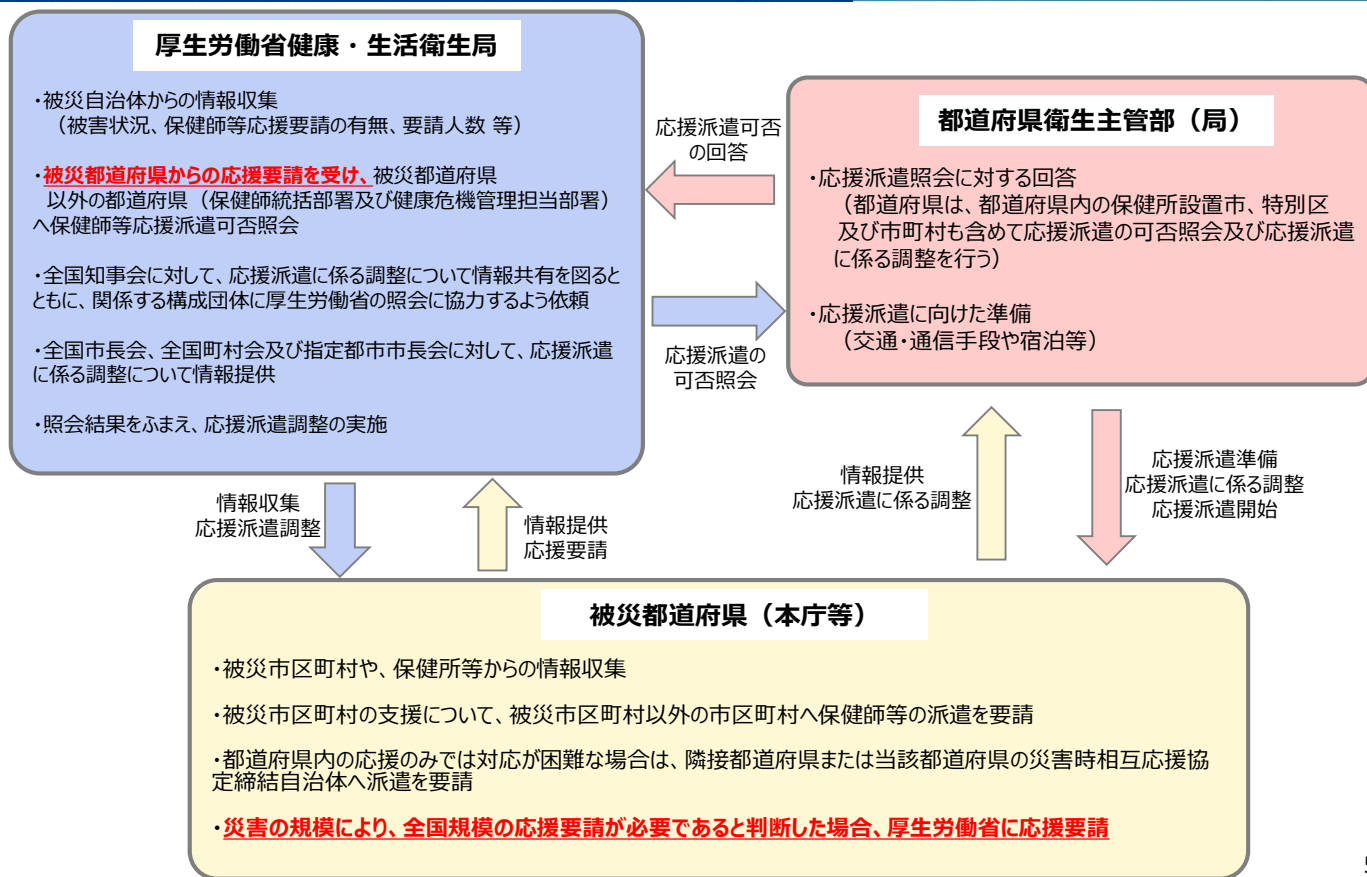 厚生労働省健康・生活衛生局
・被災自治体からの情報収集
（被害状況、保健師等応援要請の有無、要請人数 等）
・被災都道府県からの応援要請を受け、被災都道府県
以外の都道府県（保健師統括部署及び健康危機管理担当部署）
へ保健師等応援派遣可否照会
・全国知事会に対して、応援派遣に係る調整について情報共有を図ると
ともに、関係する構成団体に厚生労働省の照会に協力するよう依頼
・全国市長会、全国町村会及び指定都市市長会に対して、応援派遣
に係る調整について情報提供
・照会結果をふまえ、応援派遣調整の実施
応援派遣可否
の回答
応援派遣の
可否照会
都道府県衛生主管部（局）
・応援派遣照会に対する回答
（都道府県は、都道府県内の保健所設置市、特別区
及び市町村も含めて応援派遣の可否照会及び応援派遣
に係る調整を行う）
・応援派遣に向けた準備
（交通・通信手段や宿泊等）
情報収集
応援派遣調整
情報提供
応援要請
情報提供
応援派遣に係る調整
応援派遣準備
応援派遣に係る調整
応援派遣開始
被災都道府県（本庁等）
・被災市区町村や、保健所等からの情報収集
・被災市区町村の支援について、被災市区町村以外の市区町村へ保健師等の派遣を要請
・都道府県内の応援のみでは対応が困難な場合は、隣接都道府県または当該都道府県の災害時相互応援協
定締結自治体へ派遣を要請
・災害の規模により、全国規模の応援要請が必要であると判断した場合、厚生労働省に応援要請